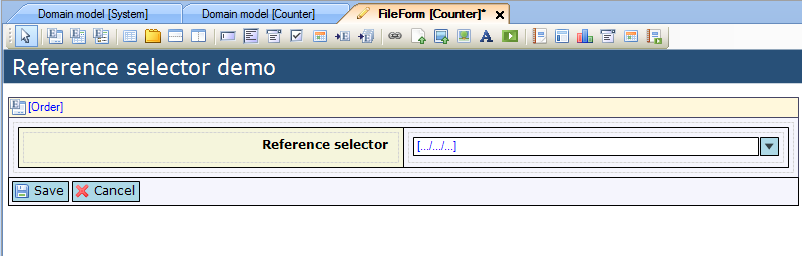 Domain model [System] Domain model [Counter] FileForm [Counter]*
Reference selector demo
[Order]
Reference selector [.../.../...]
Save Cancel